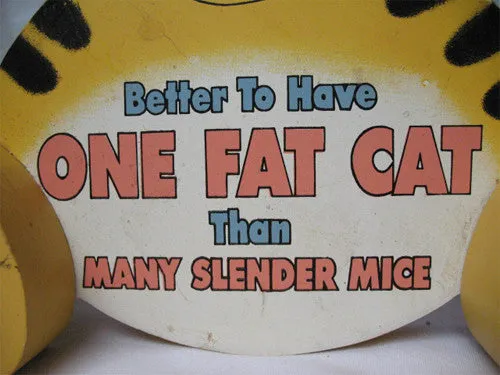 Better To Have
ONE FAT CAT
Than
MANY SLENDER MICE